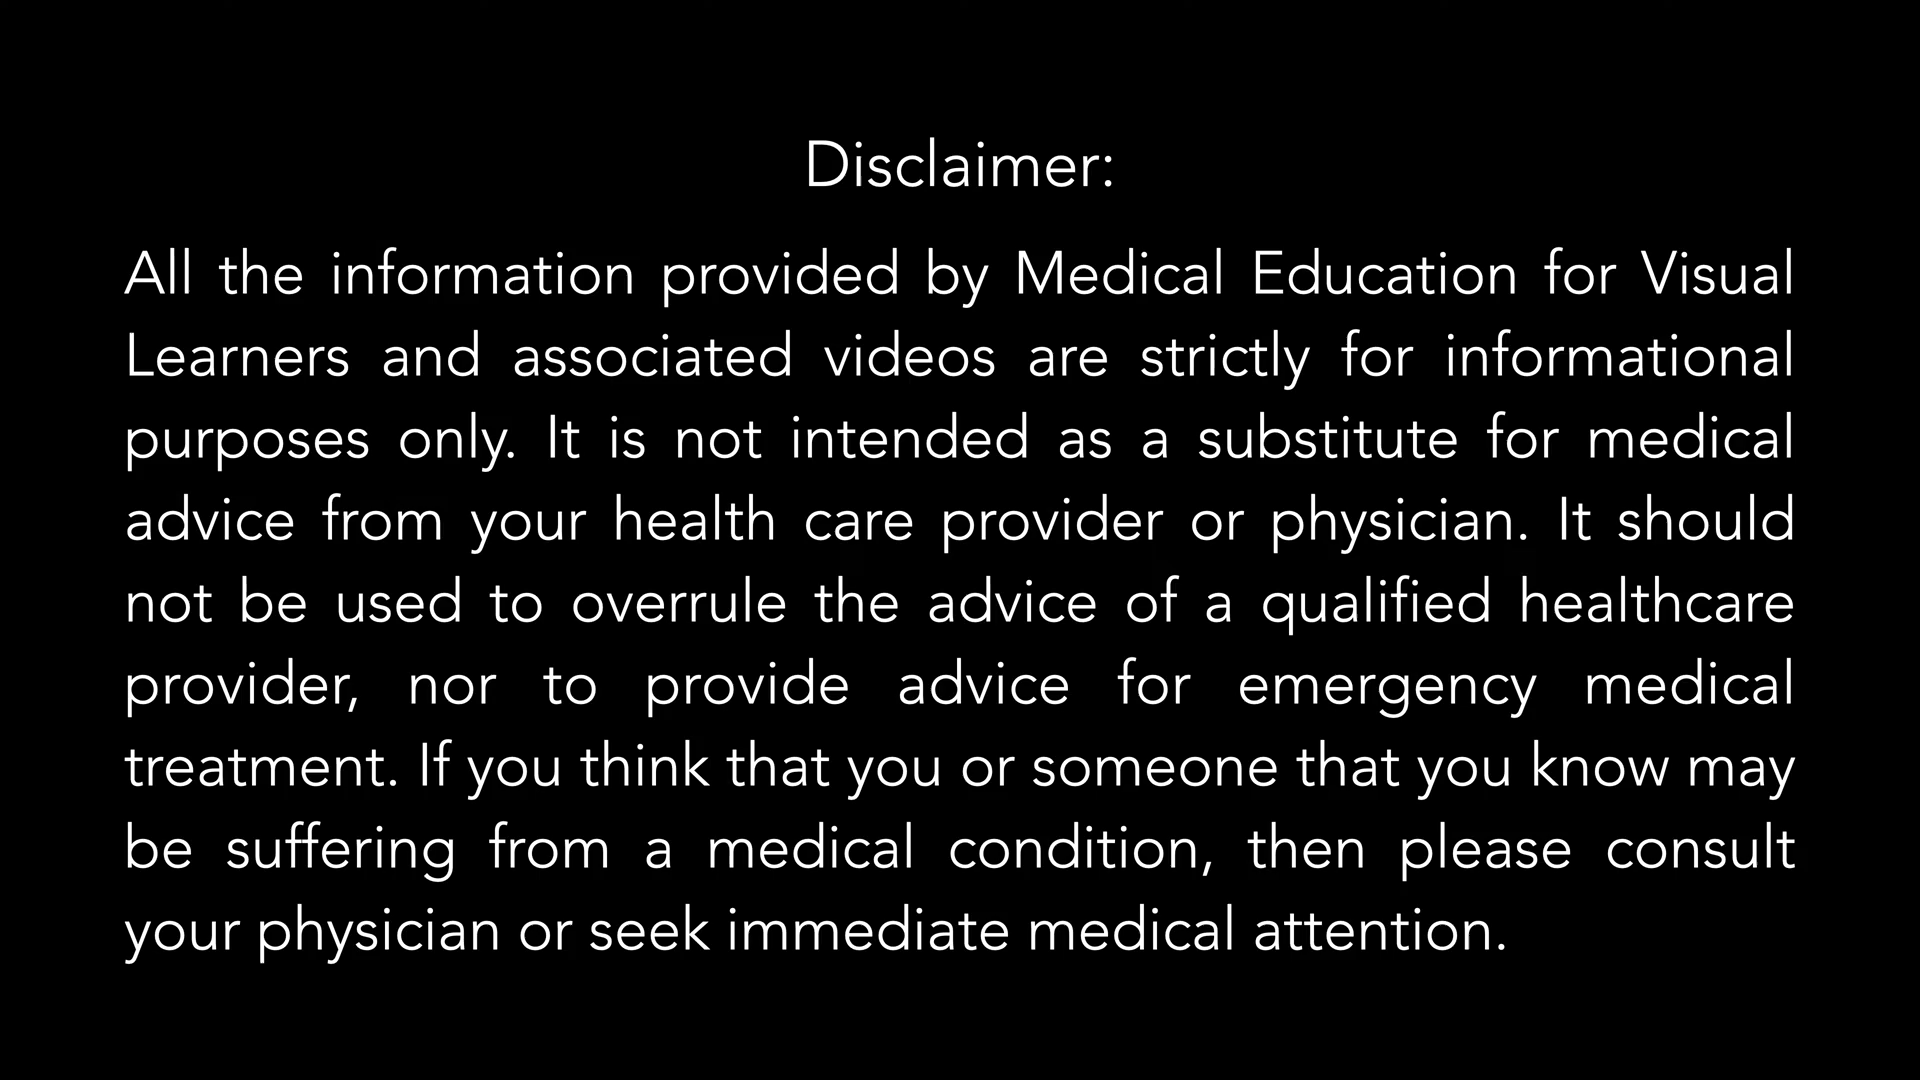 Disclaimer:
All the information provided by Medical Education for Visual
Learners and associated videos are strictly for informational
purposes only. It is not intended as a substitute for medical
advice from your health care provider or physician. It should
not be used to overrule the advice of a qualified healthcare
provider, nor to provide advice for emergency medical
treatment. If you think that you or someone that you know may
be suffering from a medical condition, then please consult
your physician or seek immediate medical attention.